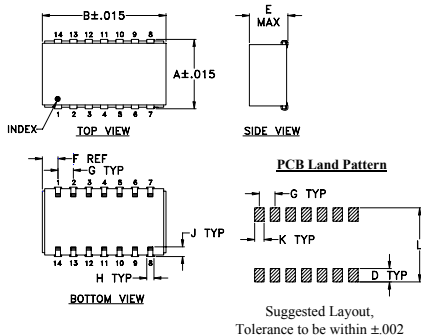 B±.015
14 13 12 11 10 9 8
A±.015
INDEX
1 2 3 4 5 6 7
TOP VIEW
E
MAX
SIDE VIEW
F REF
G TYP
1 2 3 4 5 6 7
J TYP
14 13 12 11 10 9 8
H TYP
BOTTOM VIEW
PCB Land Pattern
G TYP
K TYP
L
D TYP
Suggested Layout,
Tolerance to be within ±.002